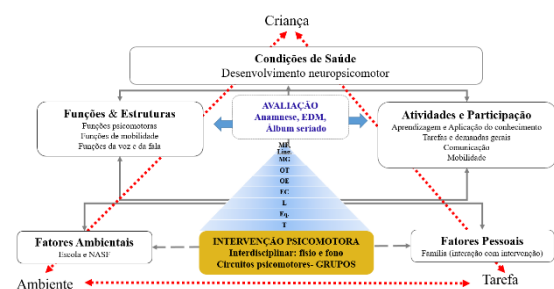 Criança
Condições de Saúde
Desenvolvimento neuropsicomotor
Funções & Estruturas
Funções psicomotoras
Funções de mobilidade
Funções da voz e da fala
AVALIAÇÃO
Anamnese, EDM,
Álbum seriado
Atividades e Participação
Aprendizagem e Aplicação do conhecimento
Tarefas e demandas gerais
Comunicação
Mobilidade
MF
MG
OT
OE
EC
L
Eq.
T
Fatores Ambientais
Escola e NASF
INTERVENÇÃO PSICOMOTORA
Interdisciplinar: fisio e fono
Circuitos psicomotores- GRUPOS
Fatores Pessoais
Família (interação com intervenção)
Ambiente
Tarefa